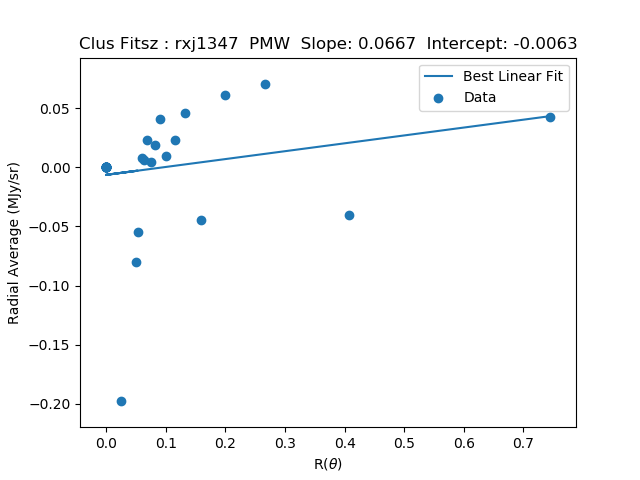 Clus Fitsz : rxj1347  PMW  Slope: 0.0667  Intercept: -0.0063
Best Linear Fit
Data
Radial Average (MJy/sr)
0.05
0.00
−0.05
−0.10
−0.15
−0.20
0.0 0.1 0.2 0.3 0.4 0.5 0.6 0.7
R(θ)